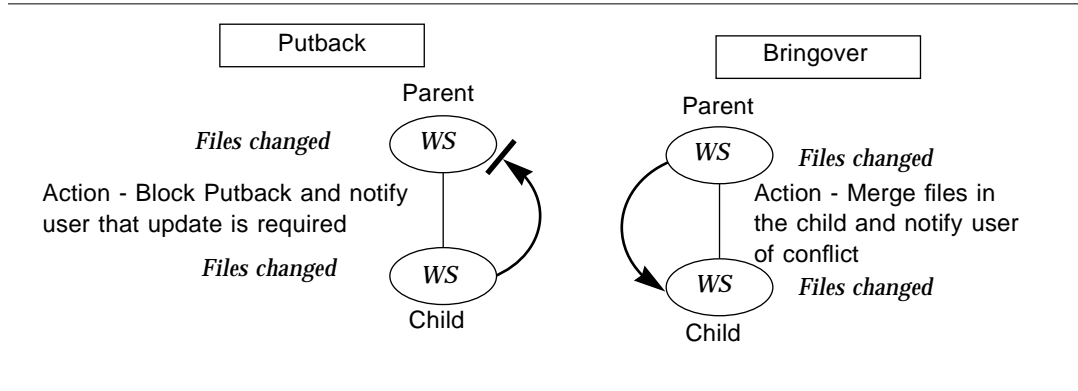 Putback
Parent
Files changed
WS
Action - Block Putback and notify
user that update is required
Files changed
WS
Child
Bringover
Parent
WS
Files changed
Action - Merge files in
the child and notify user
of conflict
WS
Files changed
Child